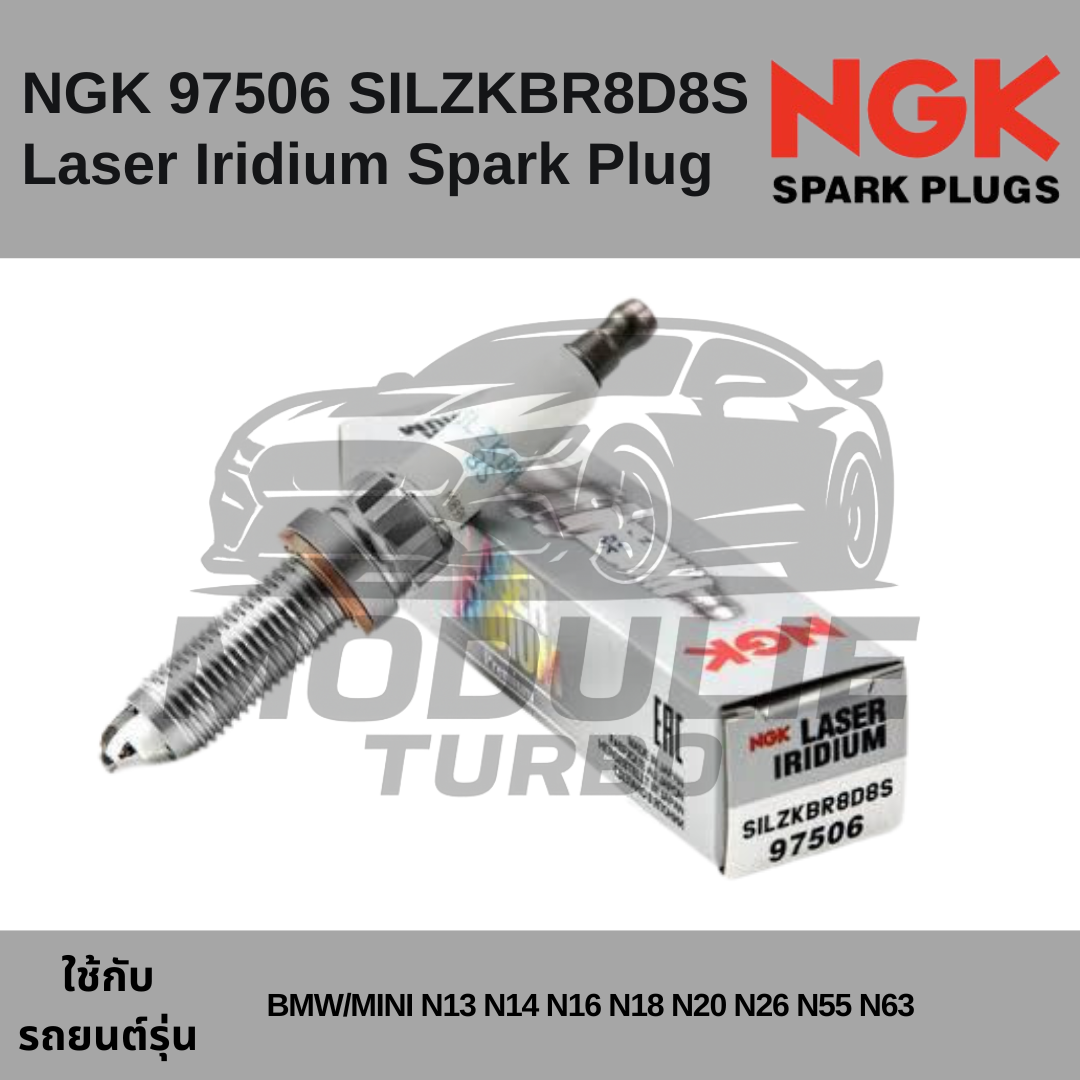 NGK 97506 SILZKBR8D8S
Laser Iridium Spark Plug
NGK
SPARK PLUGS
NGK
EAC
NGK LASER
IRIDIUM
SILZKBR8D8S
97506
MODULIE
TURBO
ใช้กับ
รถยนต์รุ่น
BMW/MINI N13 N14 N16 N18 N20 N26 N55 N63